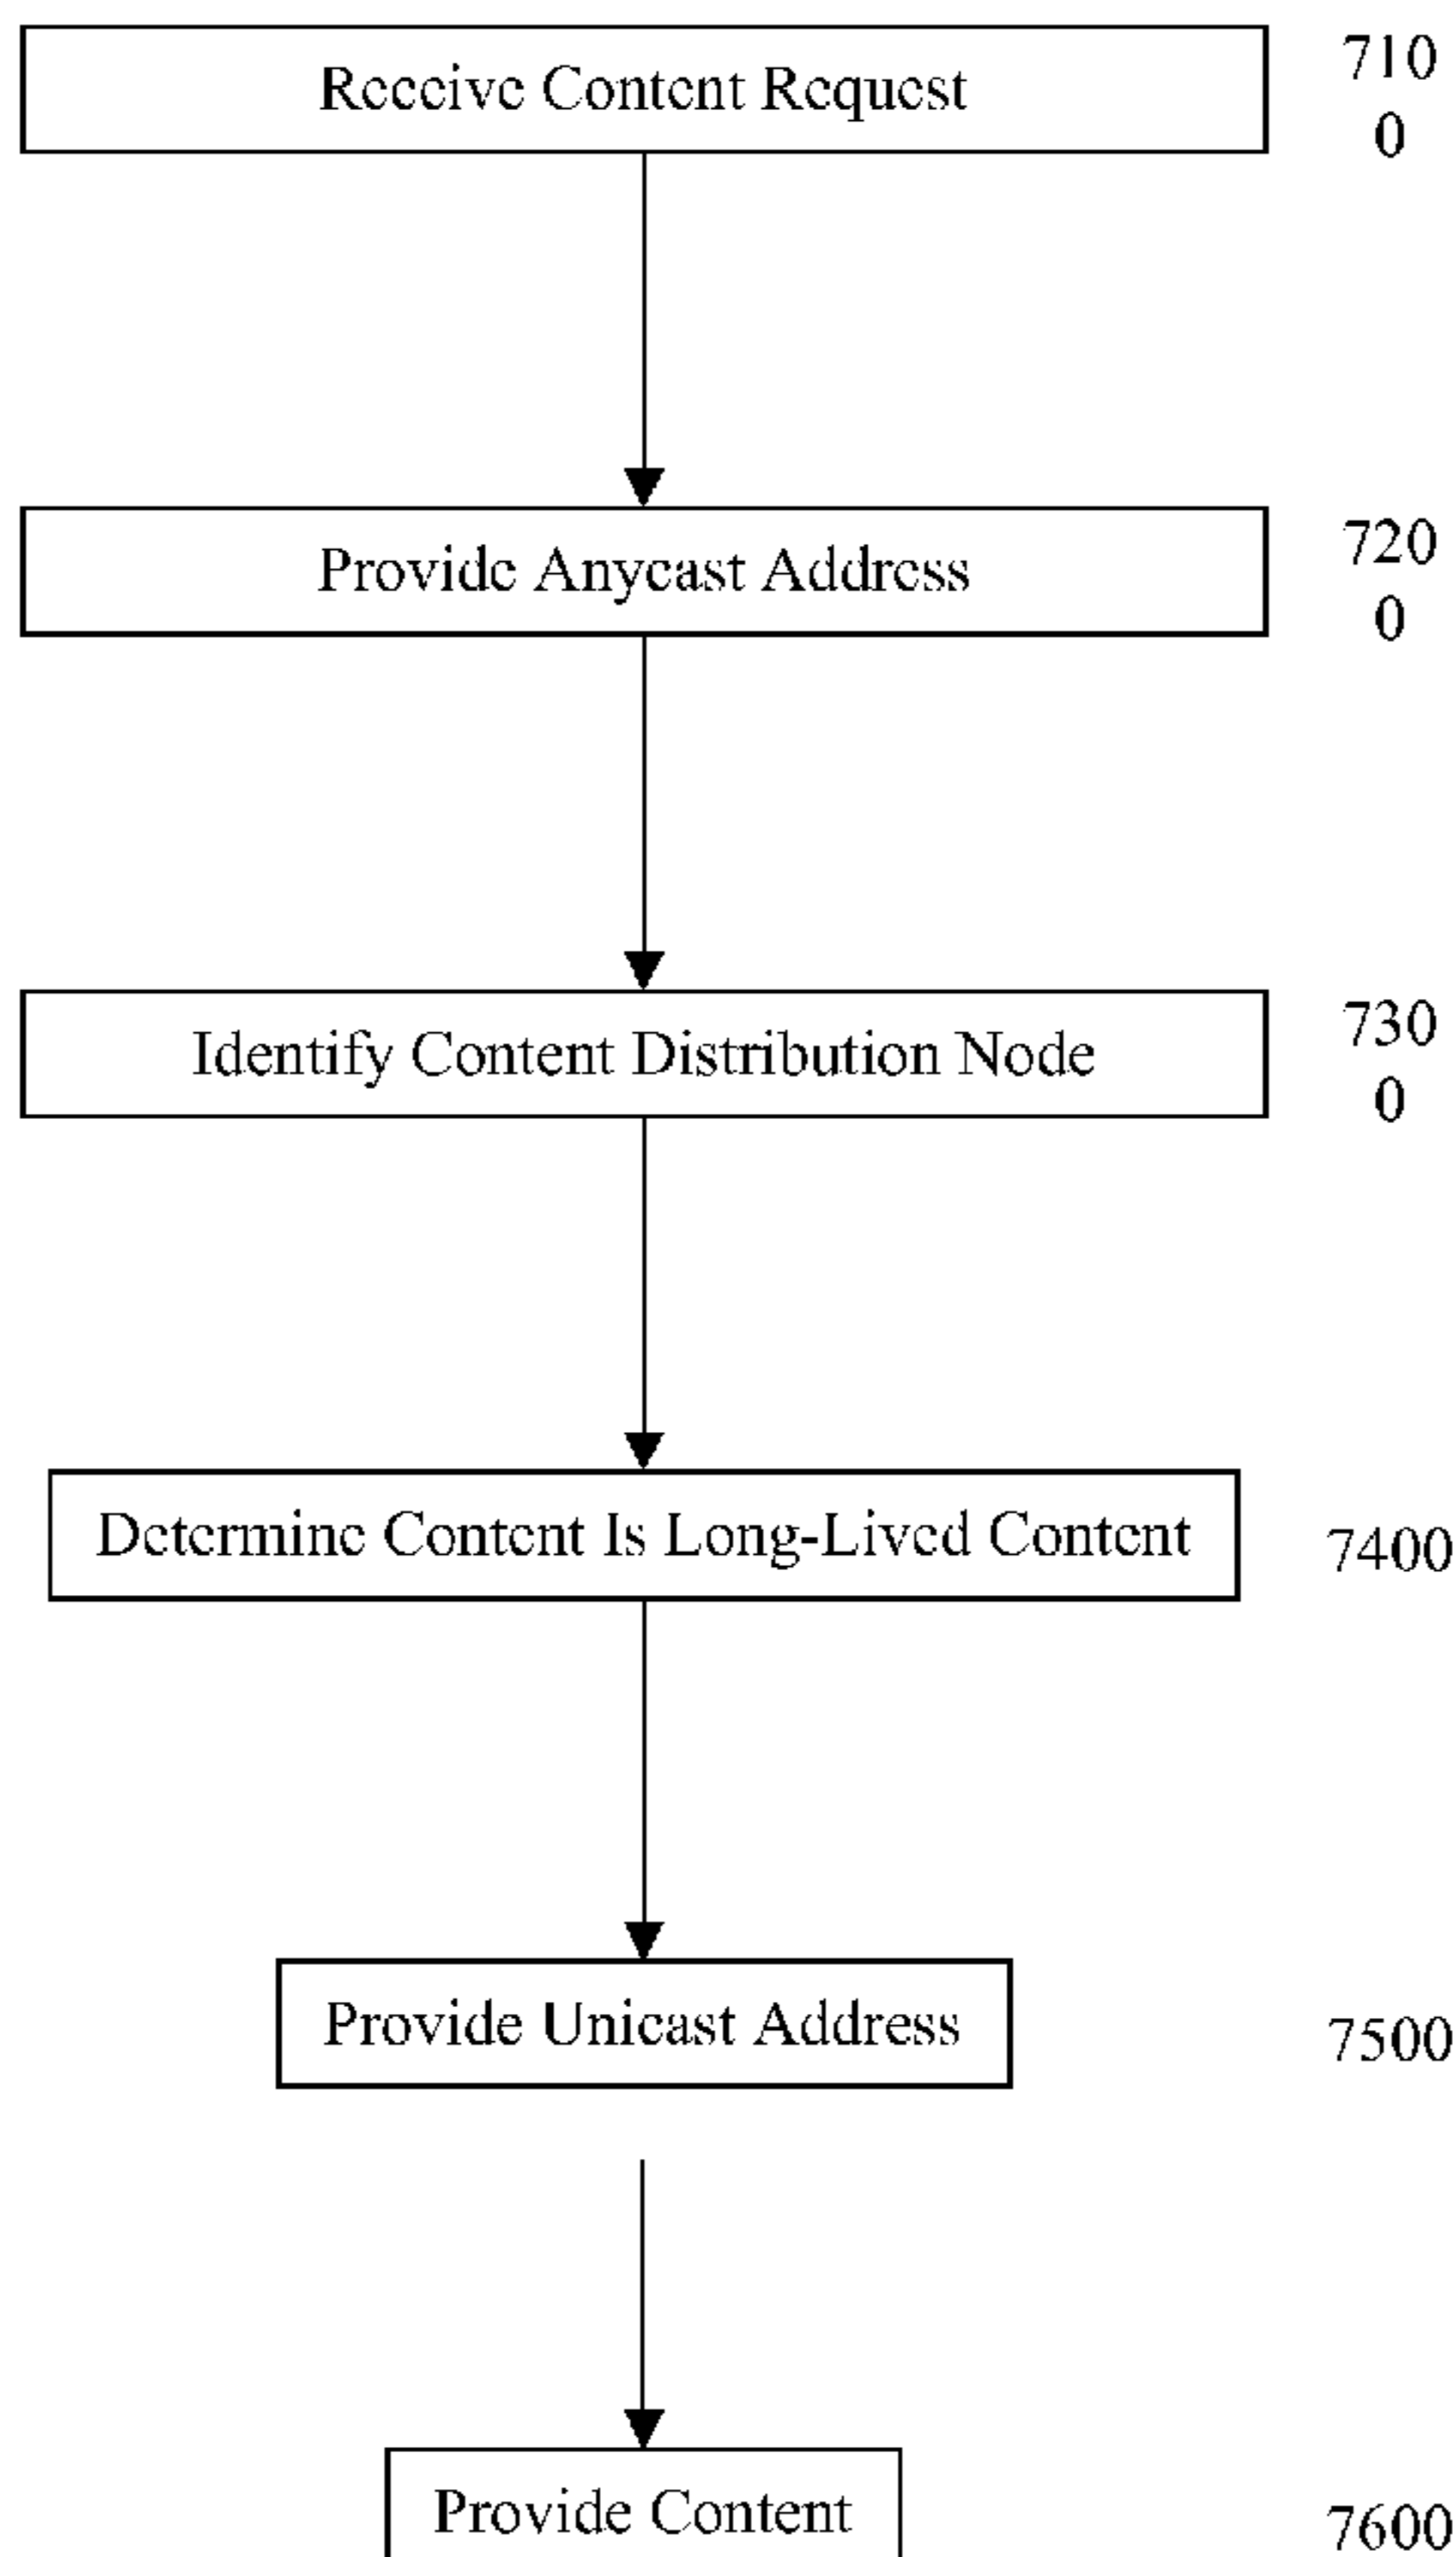 Receive Content Request
710
0
Provide Anycast Address
720
0
Identify Content Distribution Node
730
0
Determine Content Is Long-Lived Content
7400
Provide Unicast Address
7500
Provide Content
7600